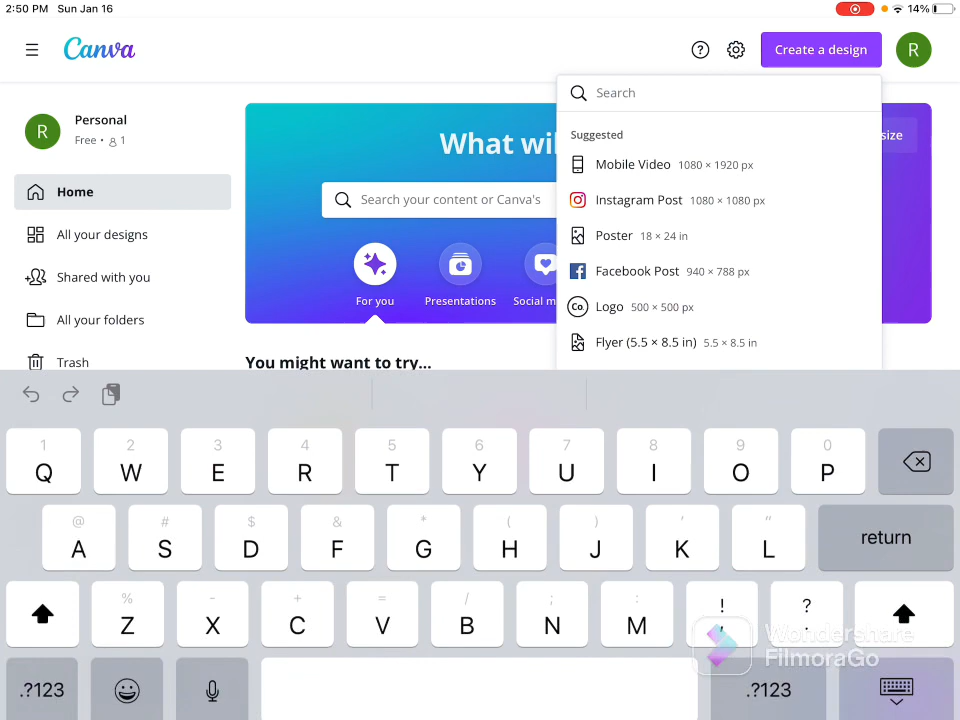 2:50 PM Sun Jan 16
14%
Canva
?
Create a design
R
R
Personal
Free • 1
Home
All your designs
Shared with you
All your folders
Trash
What wil
size
Search your content or Canva's
For you
Presentations
Social m
You might want to try...
Search
Suggested
Mobile Video 1080 × 1920 px
Instagram Post 1080 × 1080 px
Poster 18 × 24 in
Facebook Post 940 × 788 px
Co. Logo 500 × 500 px
Flyer (5.5 × 8.5 in) 5.5 × 8.5 in
1 2 3 4 5 6 7 8 9 0
Q W E R T Y U I O P
@ # $ & * ( ) ' "
A S D F G H J K L return
% - + = / ; : ! ?
Z X C V B N M , .
.?123 .?123
Wondershare
FilmoraGo